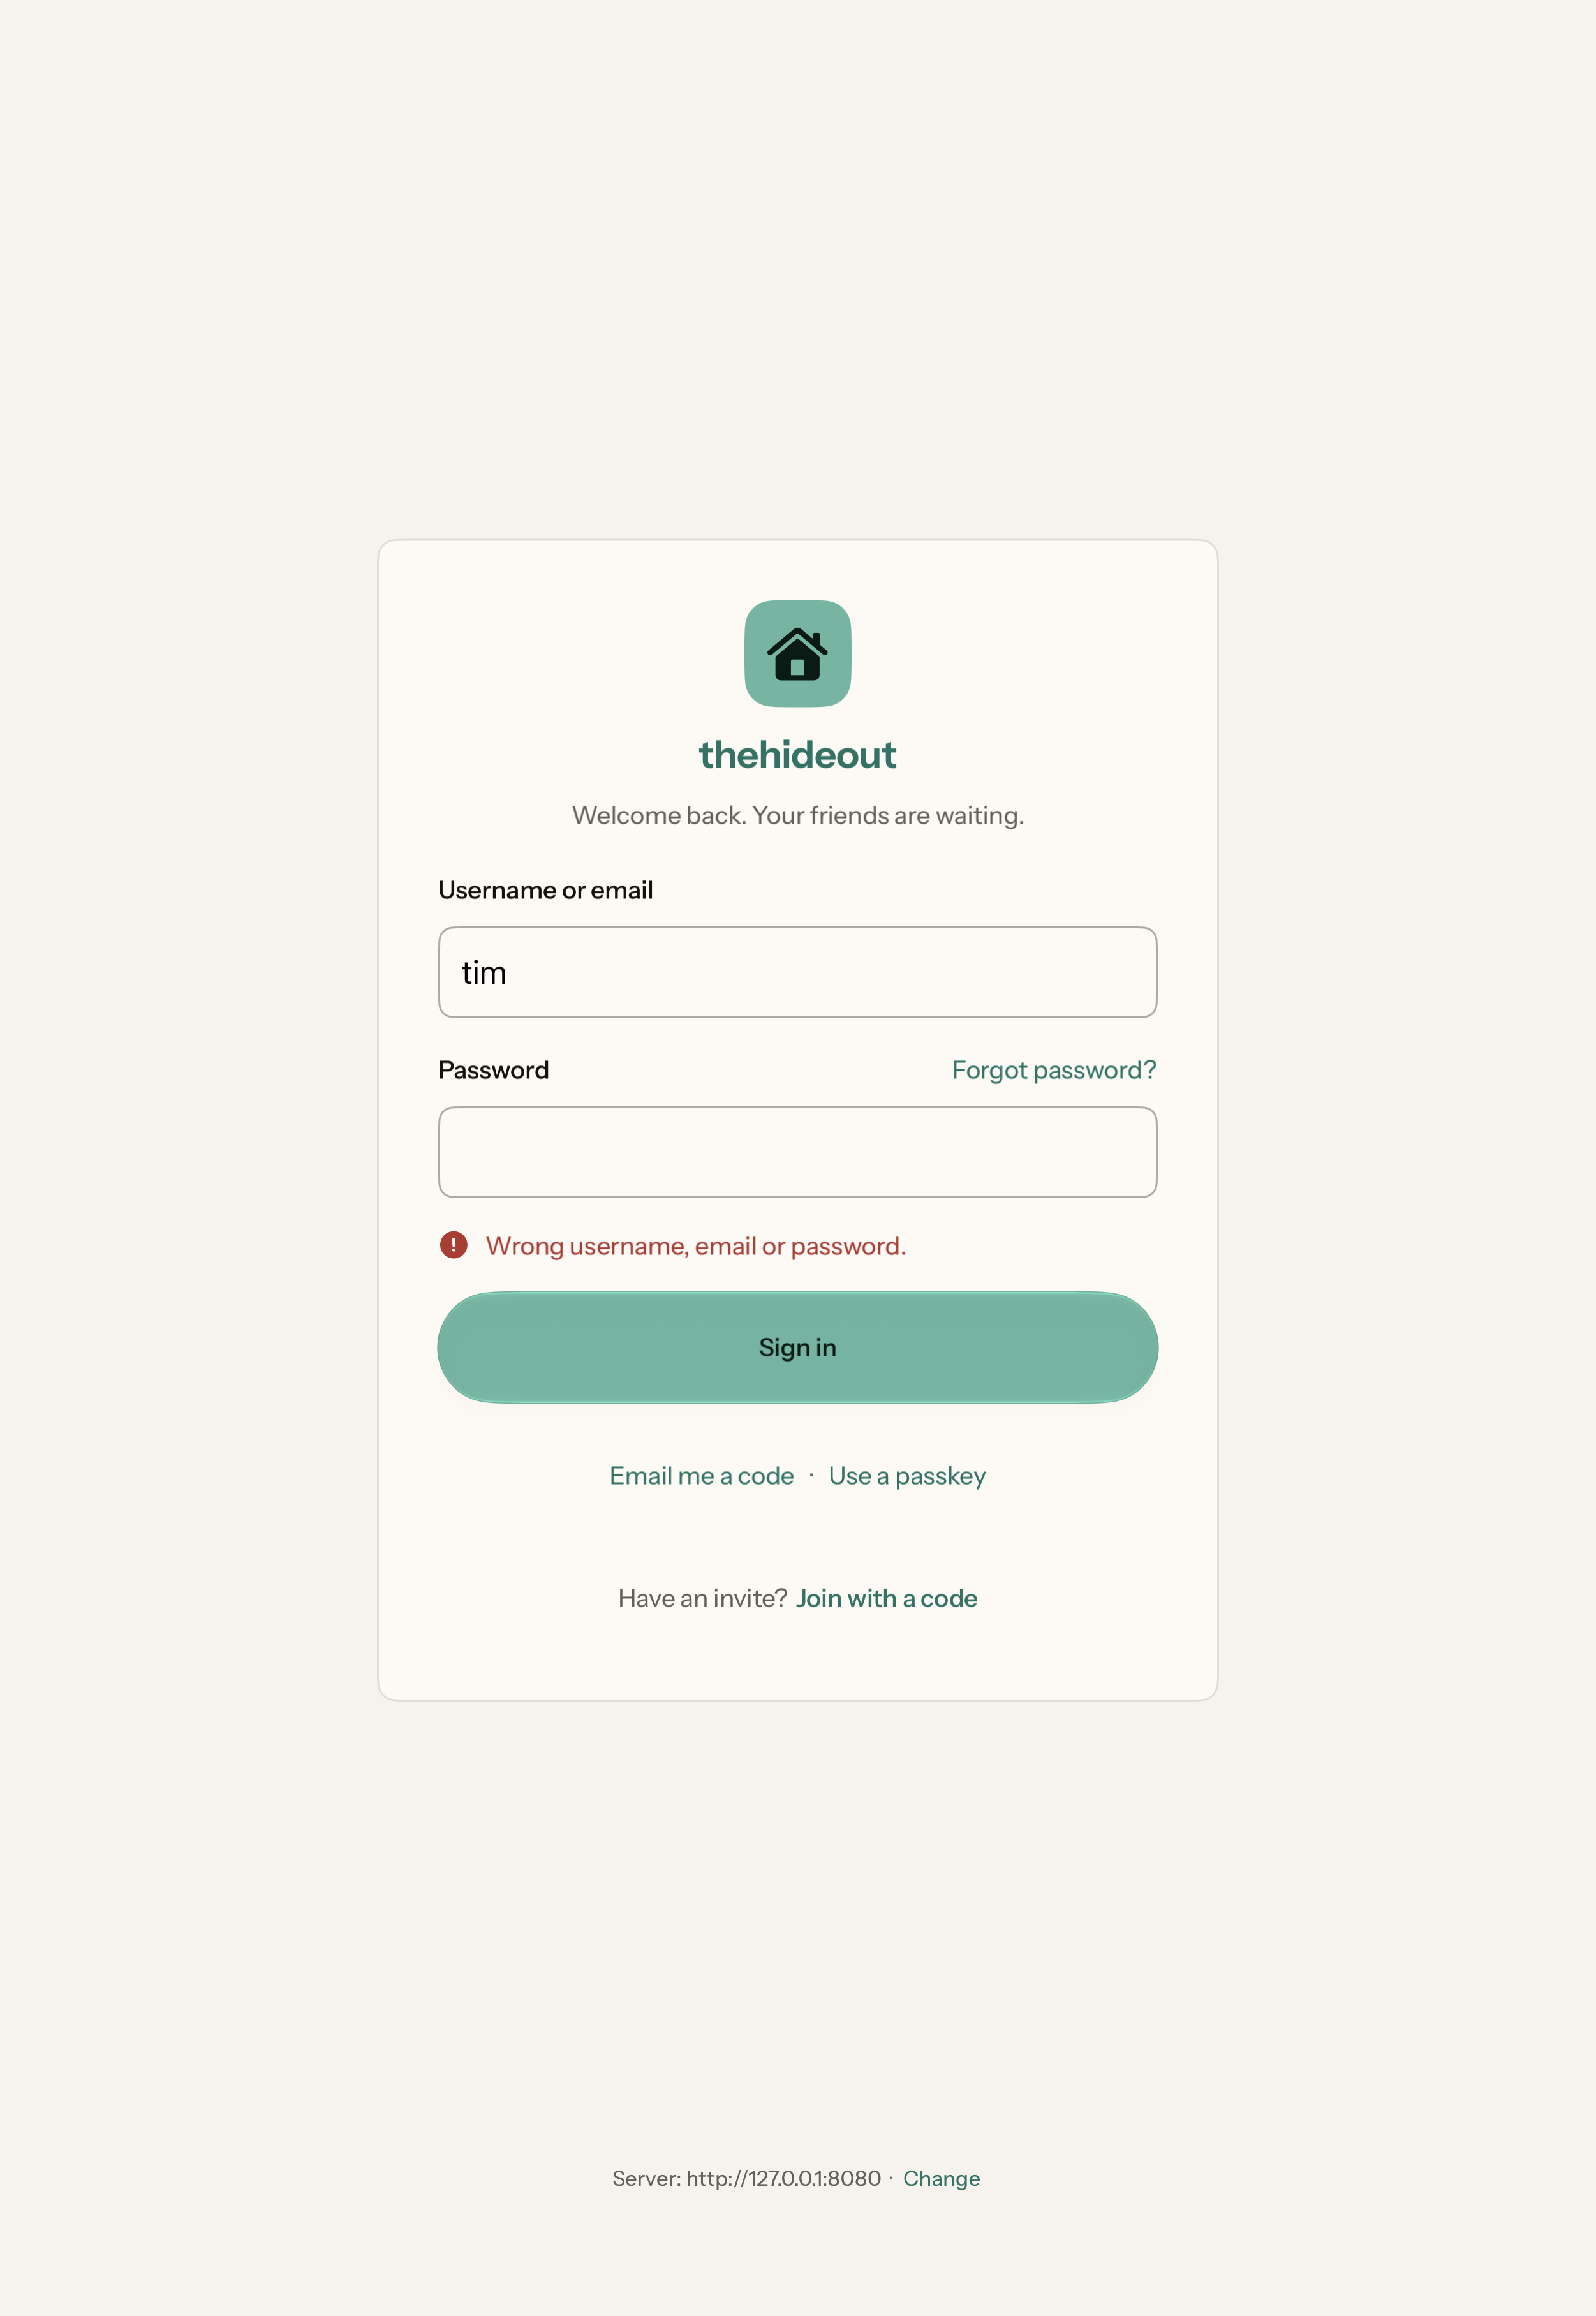 thehideout
Welcome back. Your friends are waiting.
Username or email
tim
Password Forgot password?
! Wrong username, email or password.
Sign in
Email me a code · Use a passkey
Have an invite? Join with a code
Server: http://127.0.0.1:8080 · Change